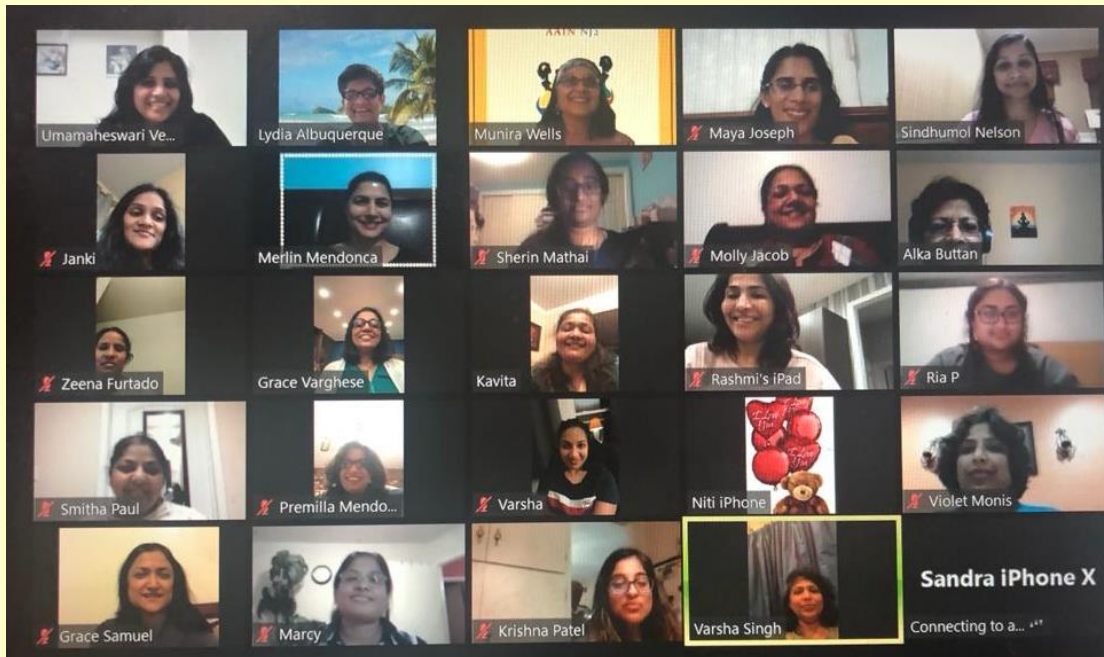 AAIN NJ2
Umamaheswari Ve...
Lydia Albuquerque
Munira Wells
Maya Joseph
Sindhumol Nelson
Janki
Merlin Mendonca
Sherin Mathai
Molly Jacob
Alka Buttan
Zeena Furtado
Grace Varghese
Kavita
Rashmi's iPad
Ria P
Smitha Paul
Premilla Mendo...
Varsha
Niti iPhone
Violet Monis
Grace Samuel
Marcy
Krishna Patel
Varsha Singh
Sandra iPhone X
Connecting to a...